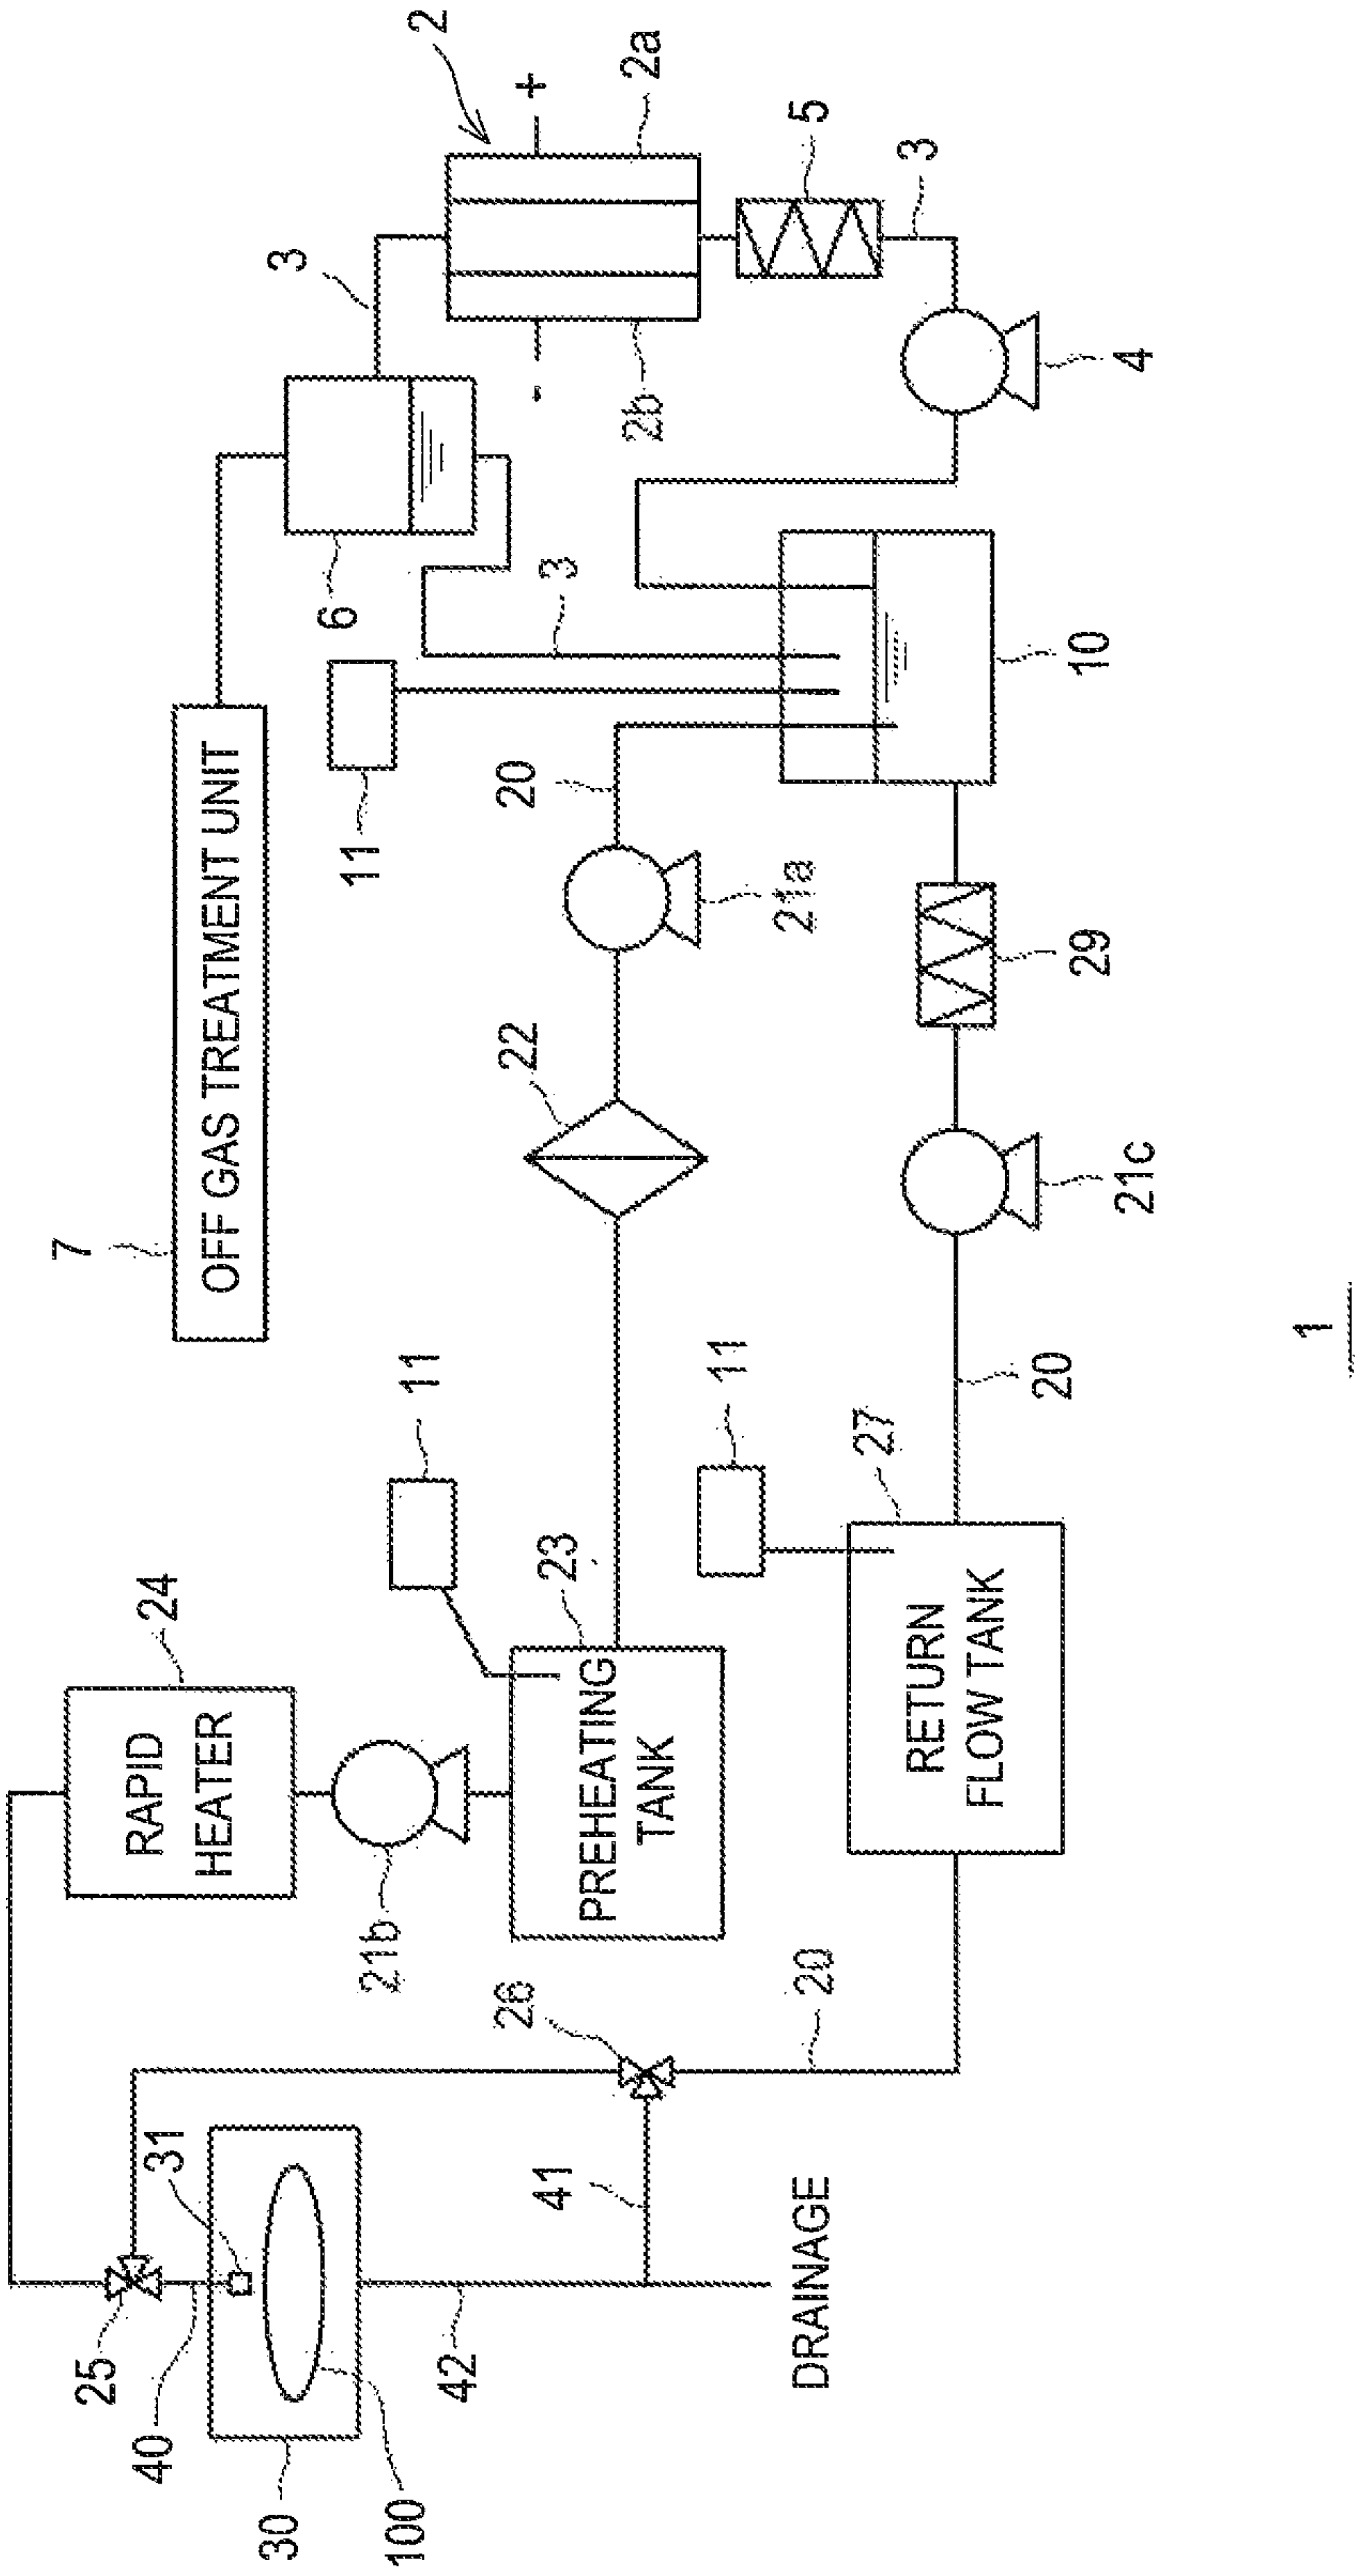 7
25
40
31
24
RAPID
HEATER
OFF GAS TREATMENT UNIT
30
3
6
11
21b
100
11
2
42
26
22
20
-
+
41
23
3
PREHEATING
TANK
2b
2a
11
21a
DRAINAGE
20
5
27
3
RETURN
FLOW TANK
20
29
10
21c
4
1